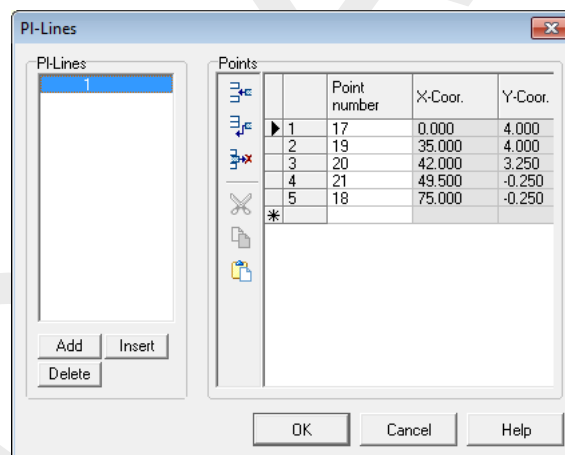 PI-Lines
PI-Lines
1
Points
Point number X-Coor. Y-Coor.
1 17 0.000 4.000
2 19 35.000 4.000
3 20 42.000 3.250
4 21 49.500 -0.250
5 18 75.000 -0.250
Add Insert
Delete
OK Cancel Help